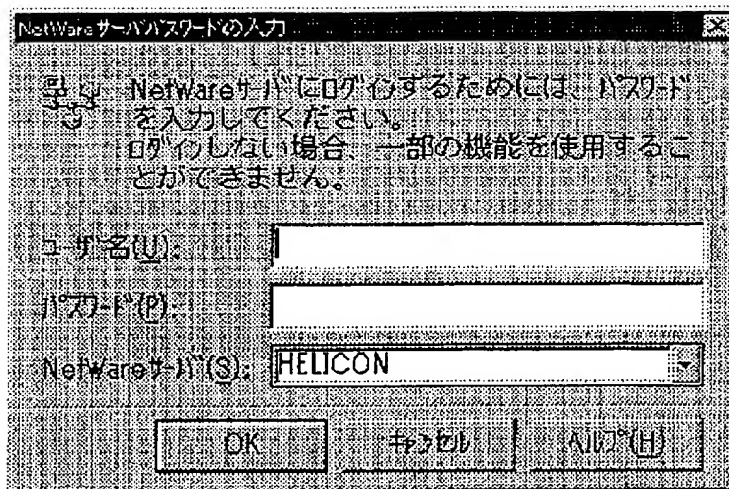 NetWareサーバパスワードの入力
NetWareサーバにログインするためには、パスワード
を入力してください。
ログインしない場合、一部の機能を使用するこ
とができません。
ユーザ名(U):
パスワード(P):
NetWareサーバ(S): HELICON
OK キャンセル ヘルプ(H)